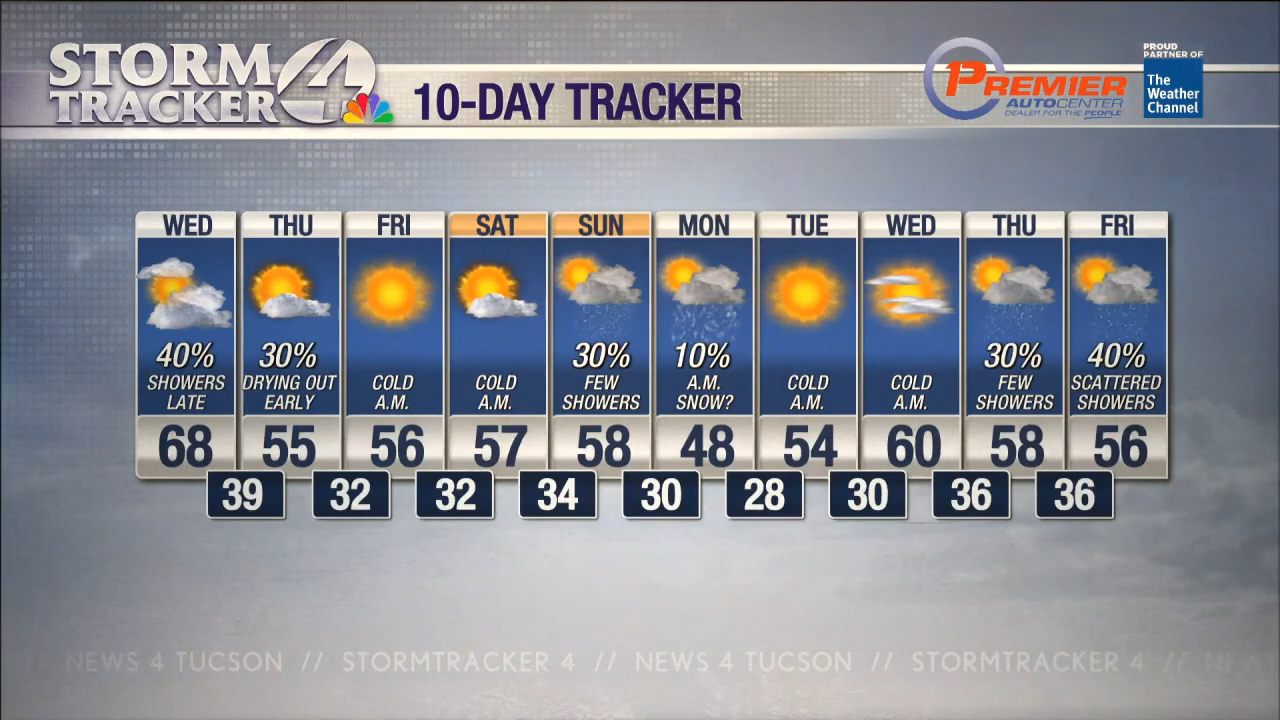 STORM
TRACKER 4
10-DAY TRACKER
1PREM1ER
AUTOCENTER
DEALER FOR THE PEOPLE
PROUD
PARTNER OF
The
Weather
Channel
WED THU FRI SAT SUN MON TUE WED THU FRI
40% 30% 30% 10% 30% 40%
SHOWERS DRYING OUT COLD COLD FEW A.M. COLD COLD FEW SCATTERED
LATE EARLY A.M. A.M. SHOWERS SNOW? A.M. A.M. SHOWERS SHOWERS
68 55 56 57 58 48 54 60 58 56
39 32 32 34 30 28 30 36 36
// NEWS 4 TUCSON // STORMTRACKER 4 // NEWS 4 TUCSON // STORMTRACKER 4 // NE